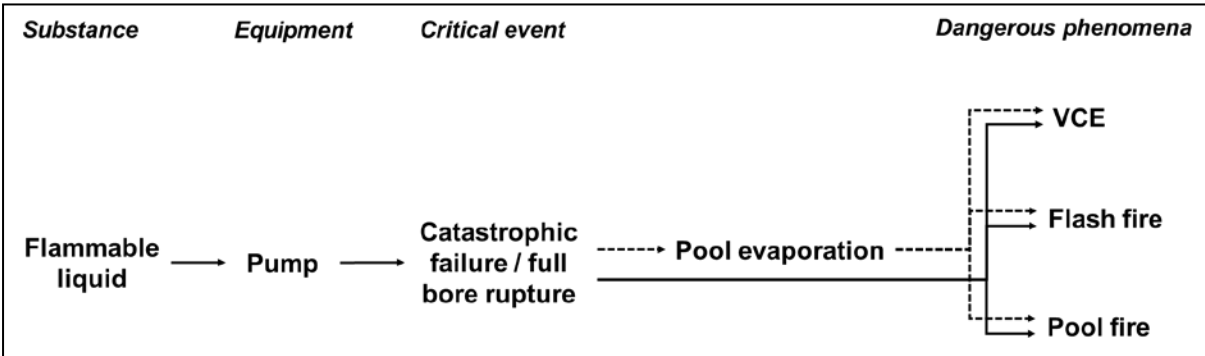 Substance Equipment Critical event Dangerous phenomena
VCE
Flash fire
Flammable
liquid
Pump
Catastrophic
failure / full
bore rupture
Pool evaporation
Pool fire